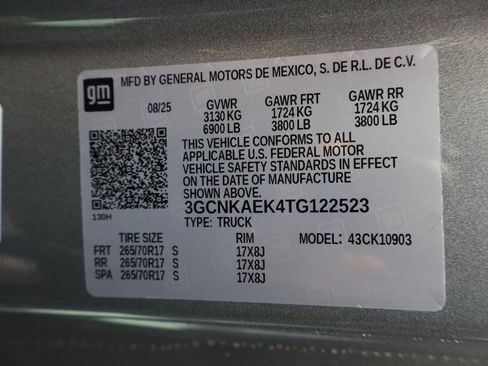 gm MFD BY GENERAL MOTORS DE MEXICO, S. DE R.L. DE C.V.
08/25 GVWR GAWR FRT GAWR RR
3130 KG 1724 KG 1724 KG
6900 LB 3800 LB 3800 LB
THIS VEHICLE CONFORMS TO ALL
APPLICABLE U.S. FEDERAL MOTOR
VEHICLE SAFETY STANDARDS IN EFFECT
ON THE DATE OF MANUFACTURE
SHOWN ABOVE.
3GCNKAEK4TG122523
130H
TYPE: TRUCK
TIRE SIZE RIM MODEL: 43CK10903
FRT 265/70R17 S 17X8J
RR 265/70R17 S 17X8J
SPA 265/70R17 S 17X8J